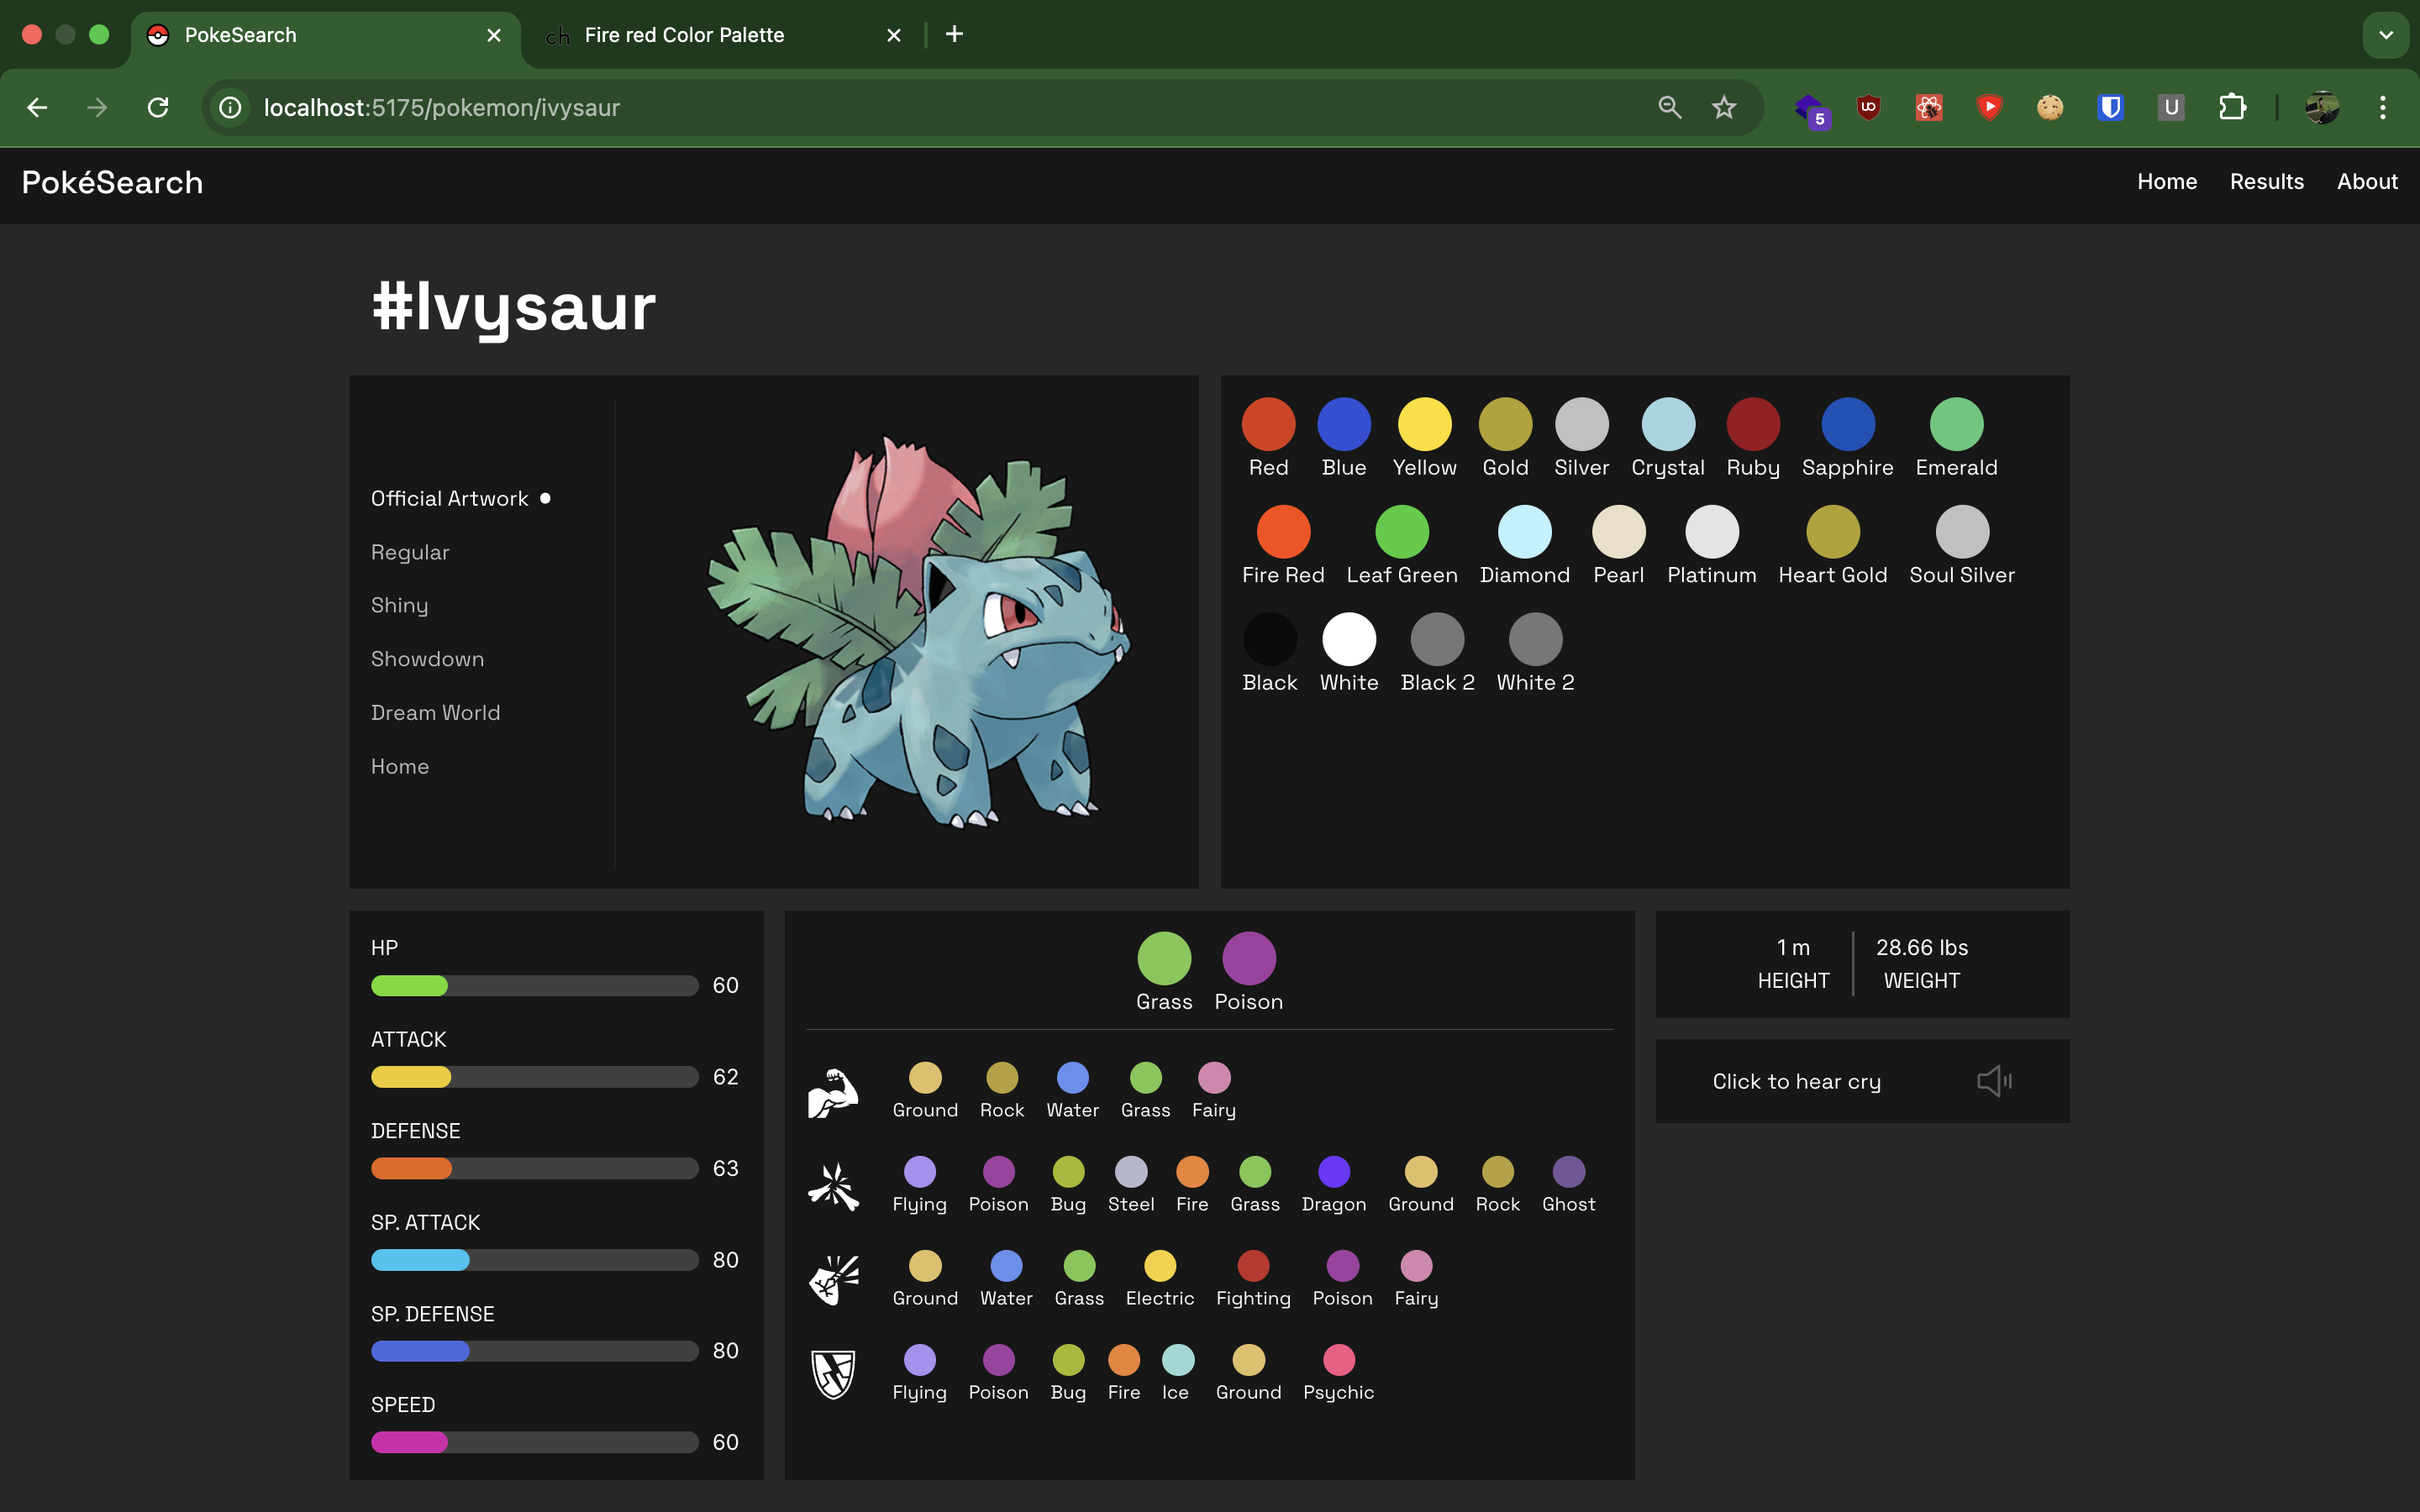 PokeSearch
ch Fire red Color Palette
localhost:5175/pokemon/ivysaur
5
UO
U
PokéSearch
Home Results About
#Ivysaur
Official Artwork
Regular
Shiny
Showdown
Dream World
Home
Red Blue Yellow Gold Silver Crystal Ruby Sapphire Emerald
Fire Red Leaf Green Diamond Pearl Platinum Heart Gold Soul Silver
Black White Black 2 White 2
HP
60
ATTACK
62
DEFENSE
63
SP. ATTACK
80
SP. DEFENSE
80
SPEED
60
Grass Poison
Ground Rock Water Grass Fairy
Flying Poison Bug Steel Fire Grass Dragon Ground Rock Ghost
Ground Water Grass Electric Fighting Poison Fairy
Flying Poison Bug Fire Ice Ground Psychic
1 m
HEIGHT
28.66 lbs
WEIGHT
Click to hear cry